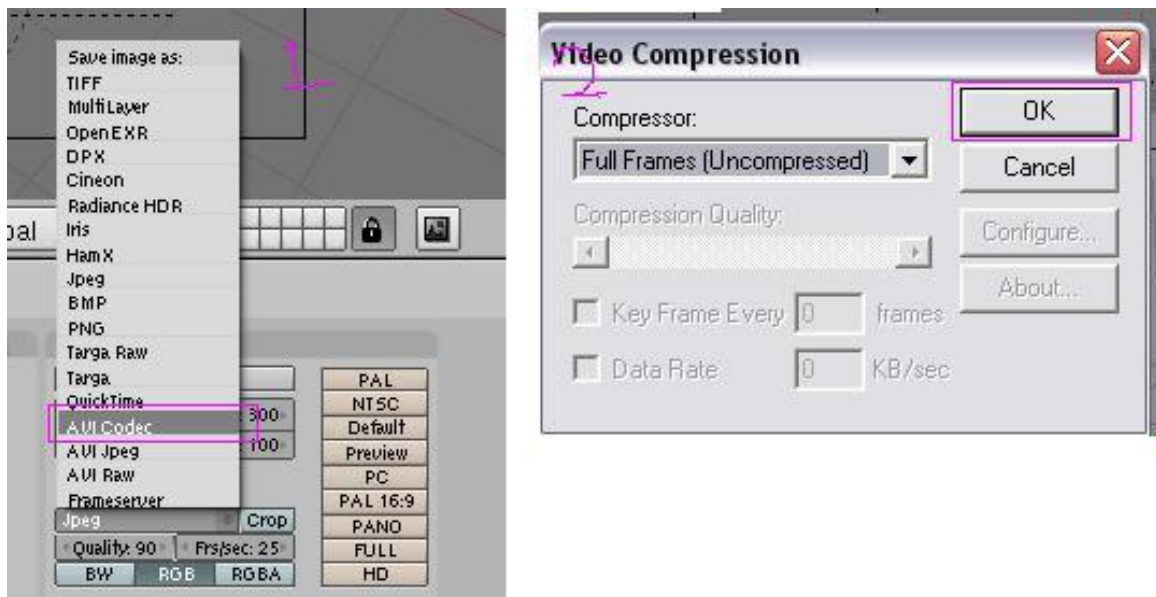 1
Save image as:
TIFF
MultiLayer
OpenEXR
DPX
Cineon
Radiance HDR
Iris
HamX
Jpeg
BMP
PNG
Targa Raw
Targa
QuickTime
AVI Codec
AVI Jpeg
AVI Raw
Frameserver
Jpeg
Crop
Quality: 90
Frs/sec: 25
BW
RGB
RGBA
100
PAL
NTSC
Default
Preview
PC
PAL 16:9
PANO
FULL
HD
2
Video Compression
Compressor:
Full Frames (Uncompressed)
OK
Cancel
Compression Quality:
Configure...
About...
Key Frame Every 0 frames
Data Rate 0 KB/sec